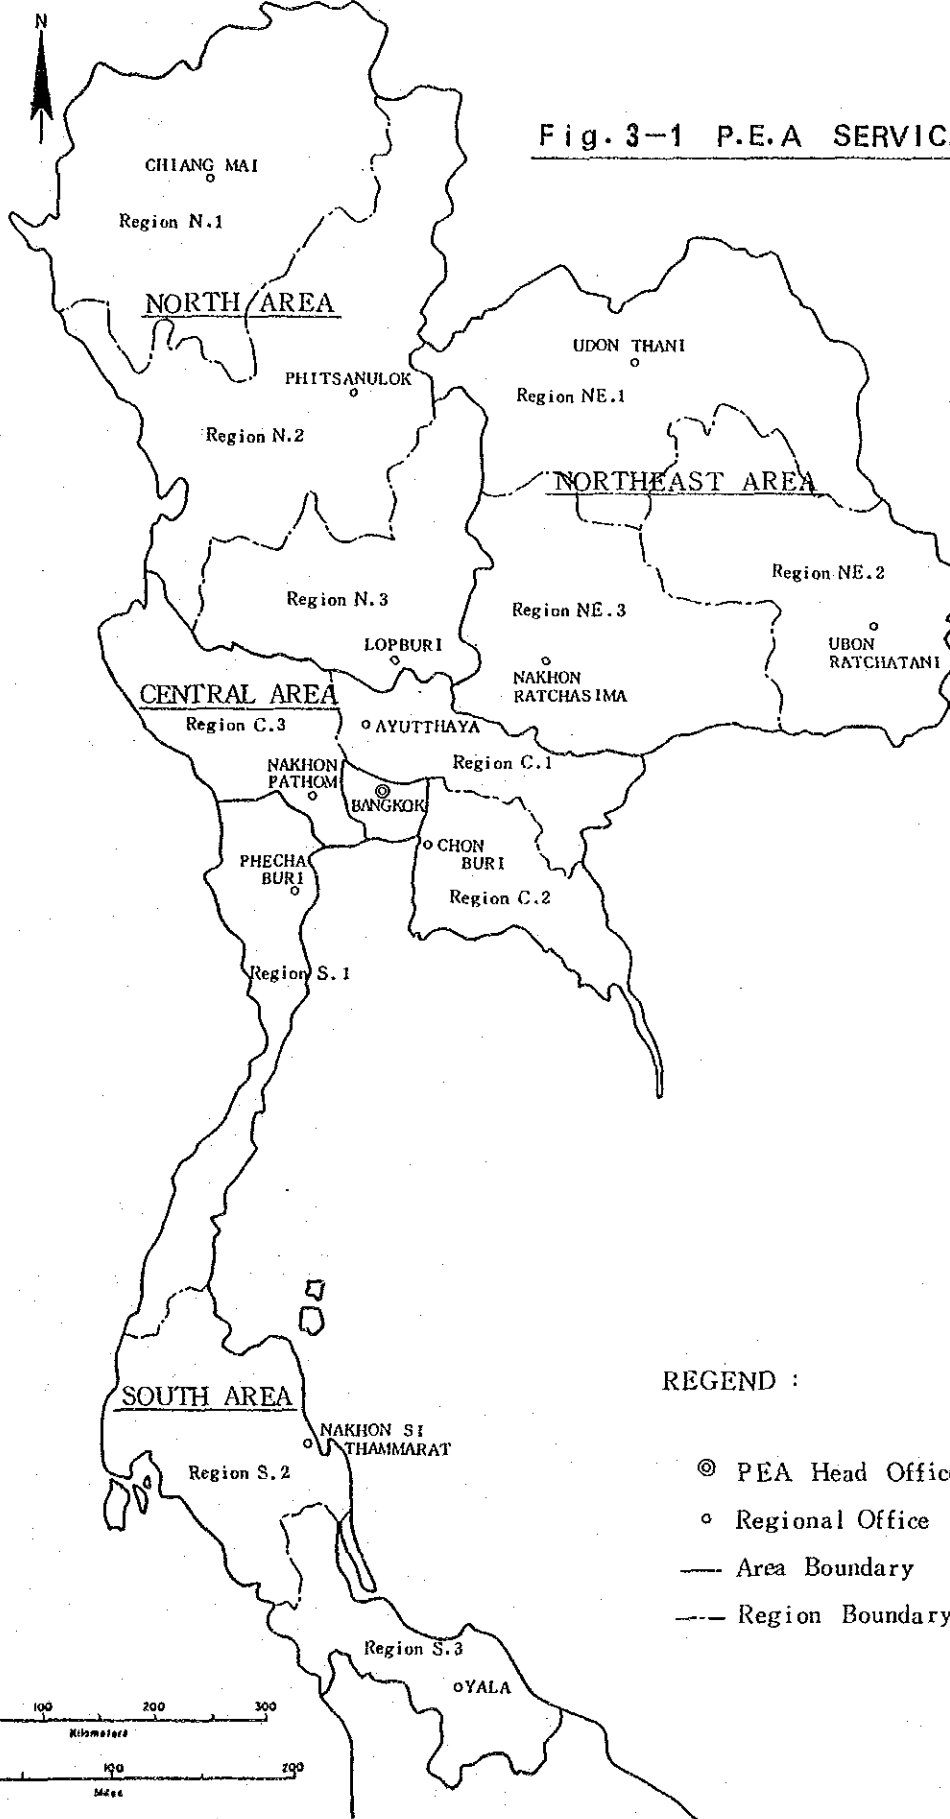 N
Fig. 3-1 P.E.A SERVIC
CHIANG MAI
Region N.1
NORTH AREA
UDON THANI
PHITSANULOK
Region NE.1
Region N.2
NORTHEAST AREA
Region NE.2
Region N.3
Region NE.3
LOPBURI
UBON
RATCHATANI
NAKHON
RATCHASIMA
CENTRAL AREA
Region C.3
AYUTTHAYA
NAKHON
PATHOM
Region C.1
BANGKOK
CHON
BURI
PHECHA
BURI
Region C.2
Region S.1
REGEND :
SOUTH AREA
NAKHON SI
THAMMARAT
Region S.2
PEA Head Offic
Regional Office
Area Boundary
Region Boundary
Region S.3
YALA
100 200 300
Kilometers
100 200
Miles